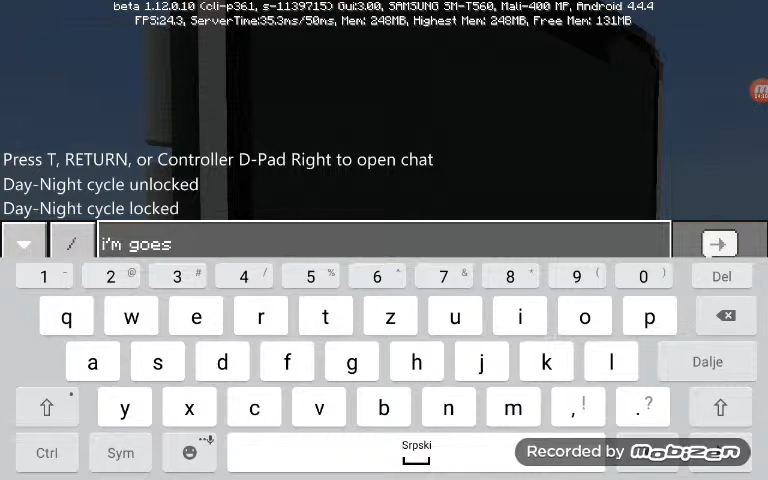 beta 1.12.0.10 (cli-p361, s-1139715) Gui:3.00, SAMSUNG SM-T560, Mali-400 MP, Android 4.4.4
FPS:24.3, ServerTime:35.3ms/50ms, Mem: 248MB, Highest Mem: 248MB, Free Mem: 131MB
Press T, RETURN, or Controller D-Pad Right to open chat
Day-Night cycle unlocked
Day-Night cycle locked
/ i'm goes
1 - 2 @ 3 # 4 / 5 % 6 ^ 7 & 8 * 9 ( 0 ) Del
q w e r t z u i o p
a s d f g h j k l Dalje
y x c v b n m , ! . ?
Ctrl Sym Srpski
Recorded by mobizen